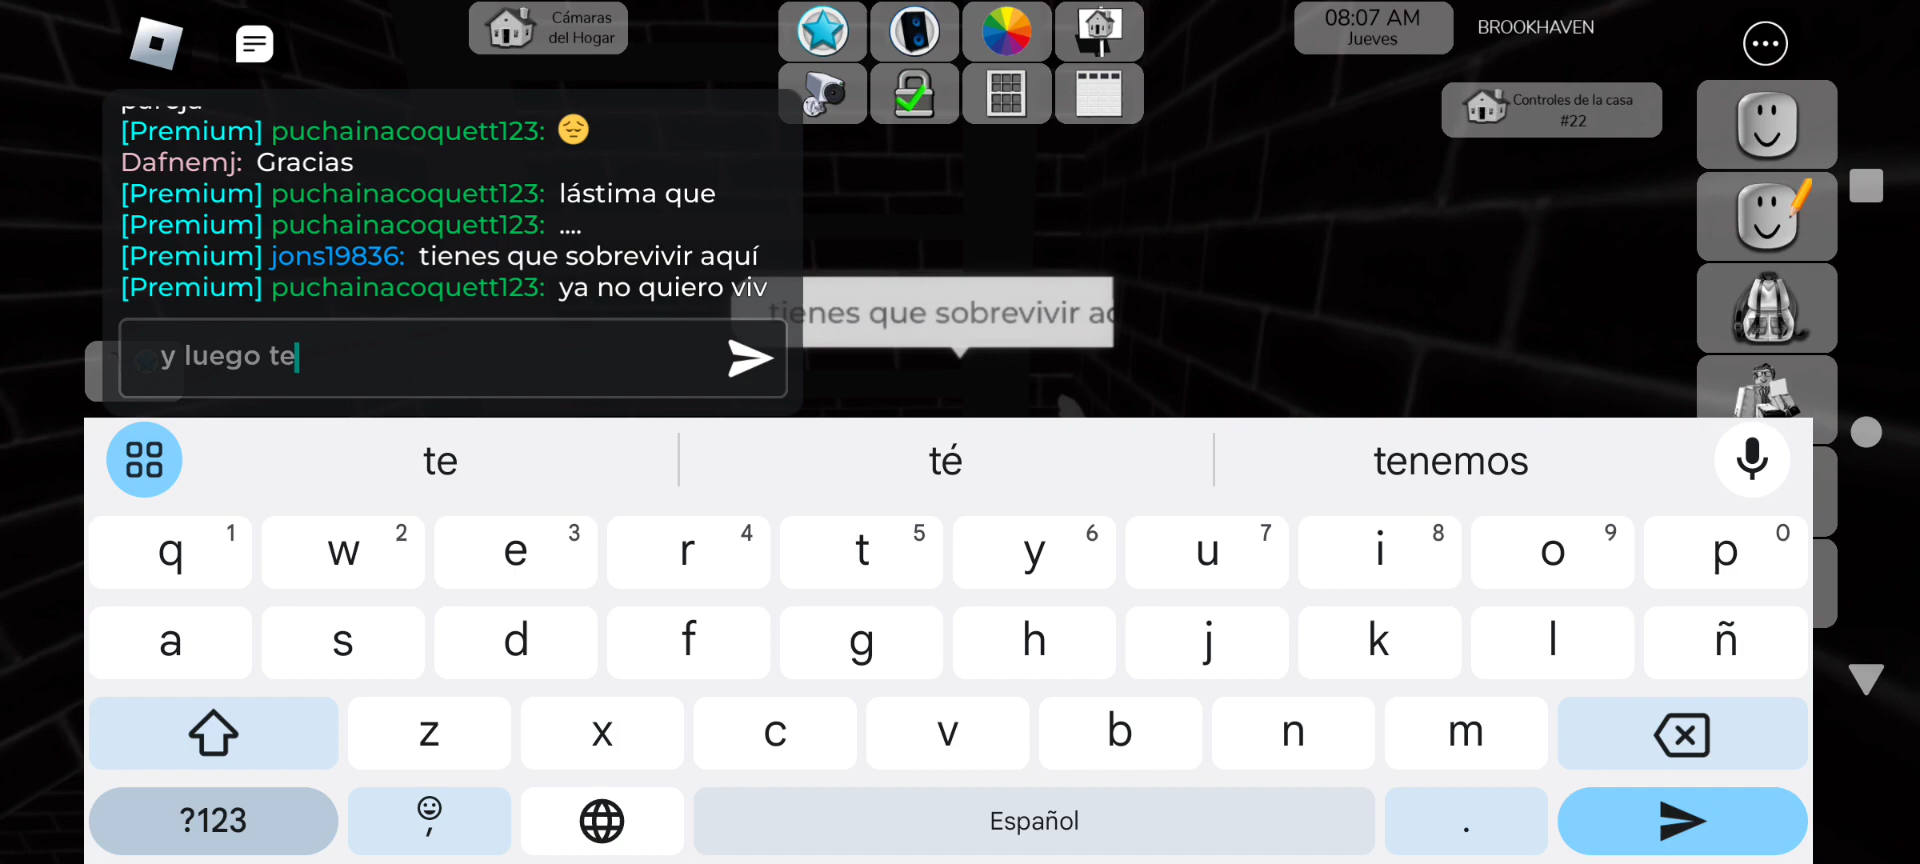 Cámaras
del Hogar
08:07 AM
Jueves
BROOKHAVEN
Controles de la casa
#22
pareja
[Premium] puchainacoquett123: 😔
Dafnemj: Gracias
[Premium] puchainacoquett123: lástima que
[Premium] puchainacoquett123: ....
[Premium] jons19836: tienes que sobrevivir aquí
[Premium] puchainacoquett123: ya no quiero viv
tienes que sobrevivir
y luego te
te té tenemos
q 1 w 2 e 3 r 4 t 5 y 6 u 7 i 8 o 9 p 0
a s d f g h j k l ñ
z x c v b n m
?123 , Español .